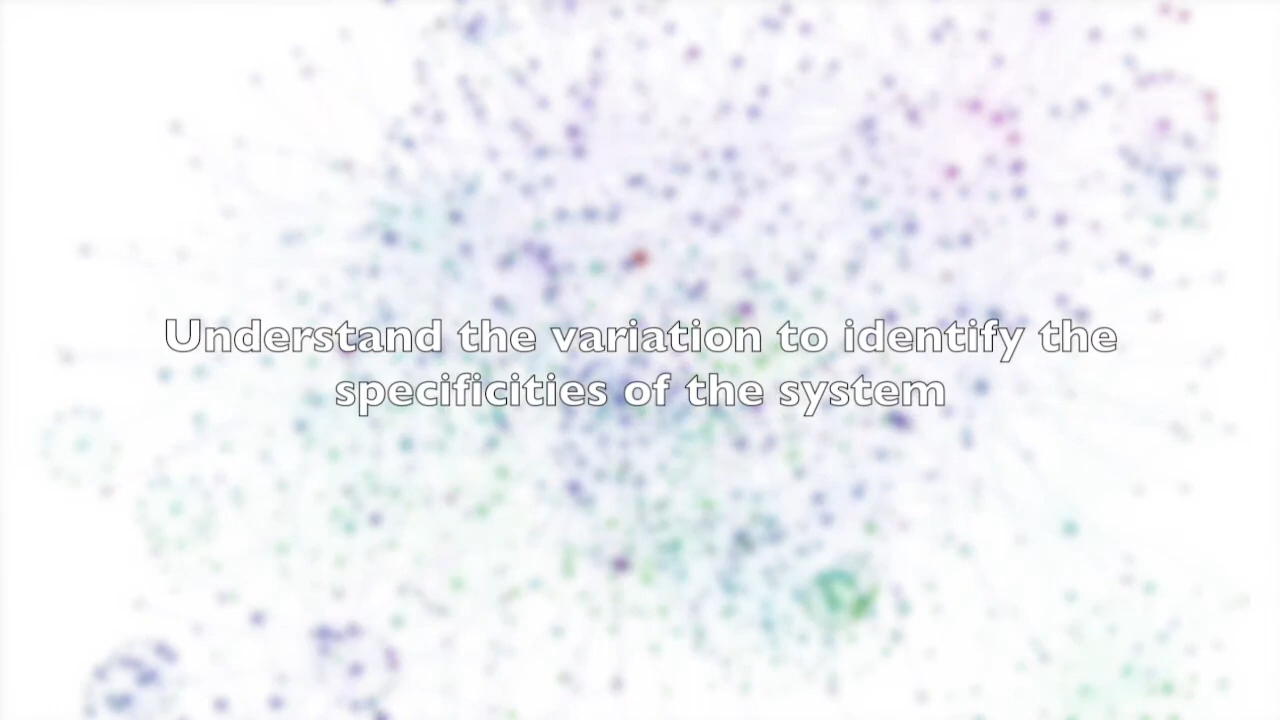 Understand the variation to identify the
specificities of the system